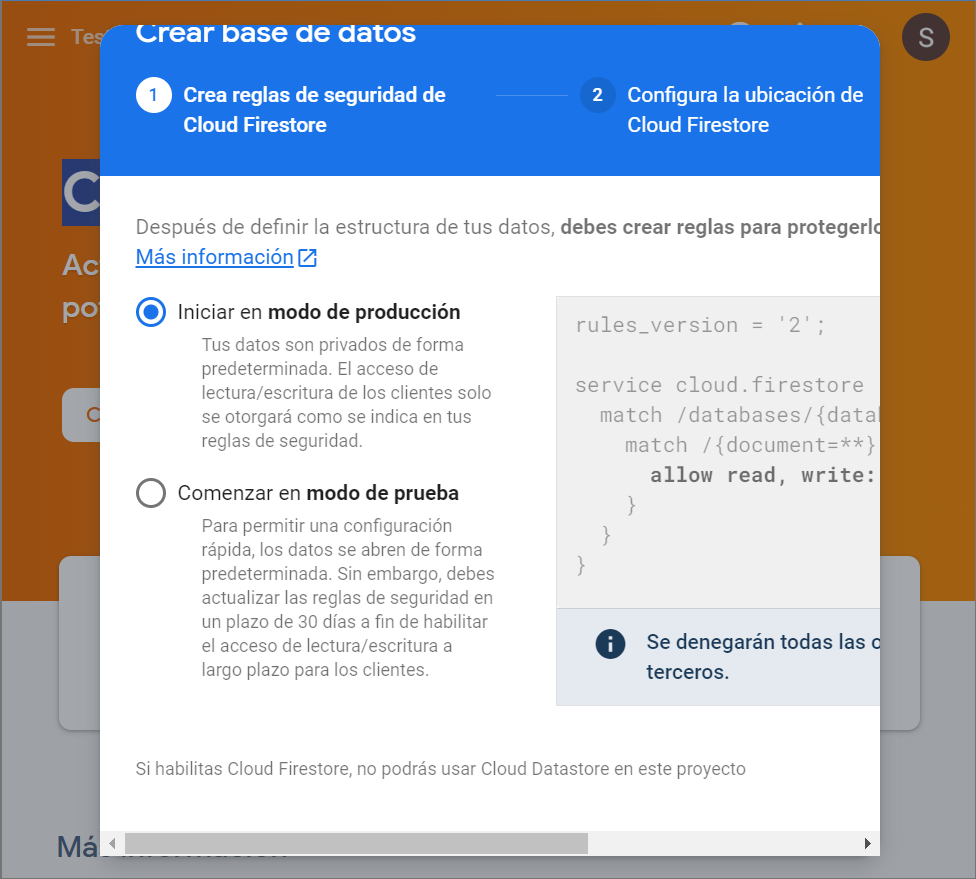 Crear base de datos
S
1 Crea reglas de seguridad de
Cloud Firestore
2 Configura la ubicación de
Cloud Firestore
Después de definir la estructura de tus datos, debes crear reglas para
Más información
Iniciar en modo de producción
Tus datos son privados de forma
predeterminada. El acceso de
lectura/escritura de los clientes solo
se otorgará como se indica en tus
reglas de seguridad.
Comenzar en modo de prueba
Para permitir una configuración
rápida, los datos se abren de forma
predeterminada. Sin embargo, debes
actualizar las reglas de seguridad en
un plazo de 30 días a fin de habilitar
el acceso de lectura/escritura a
largo plazo para los clientes.
rules_version = '2';
service cloud.firestore
match /databases/{data
match /{document=**}
allow read, write:
}
}
}
Se denegarán todas las
terceros.
Si habilitas Cloud Firestore, no podrás usar Cloud Datastore en este proyecto